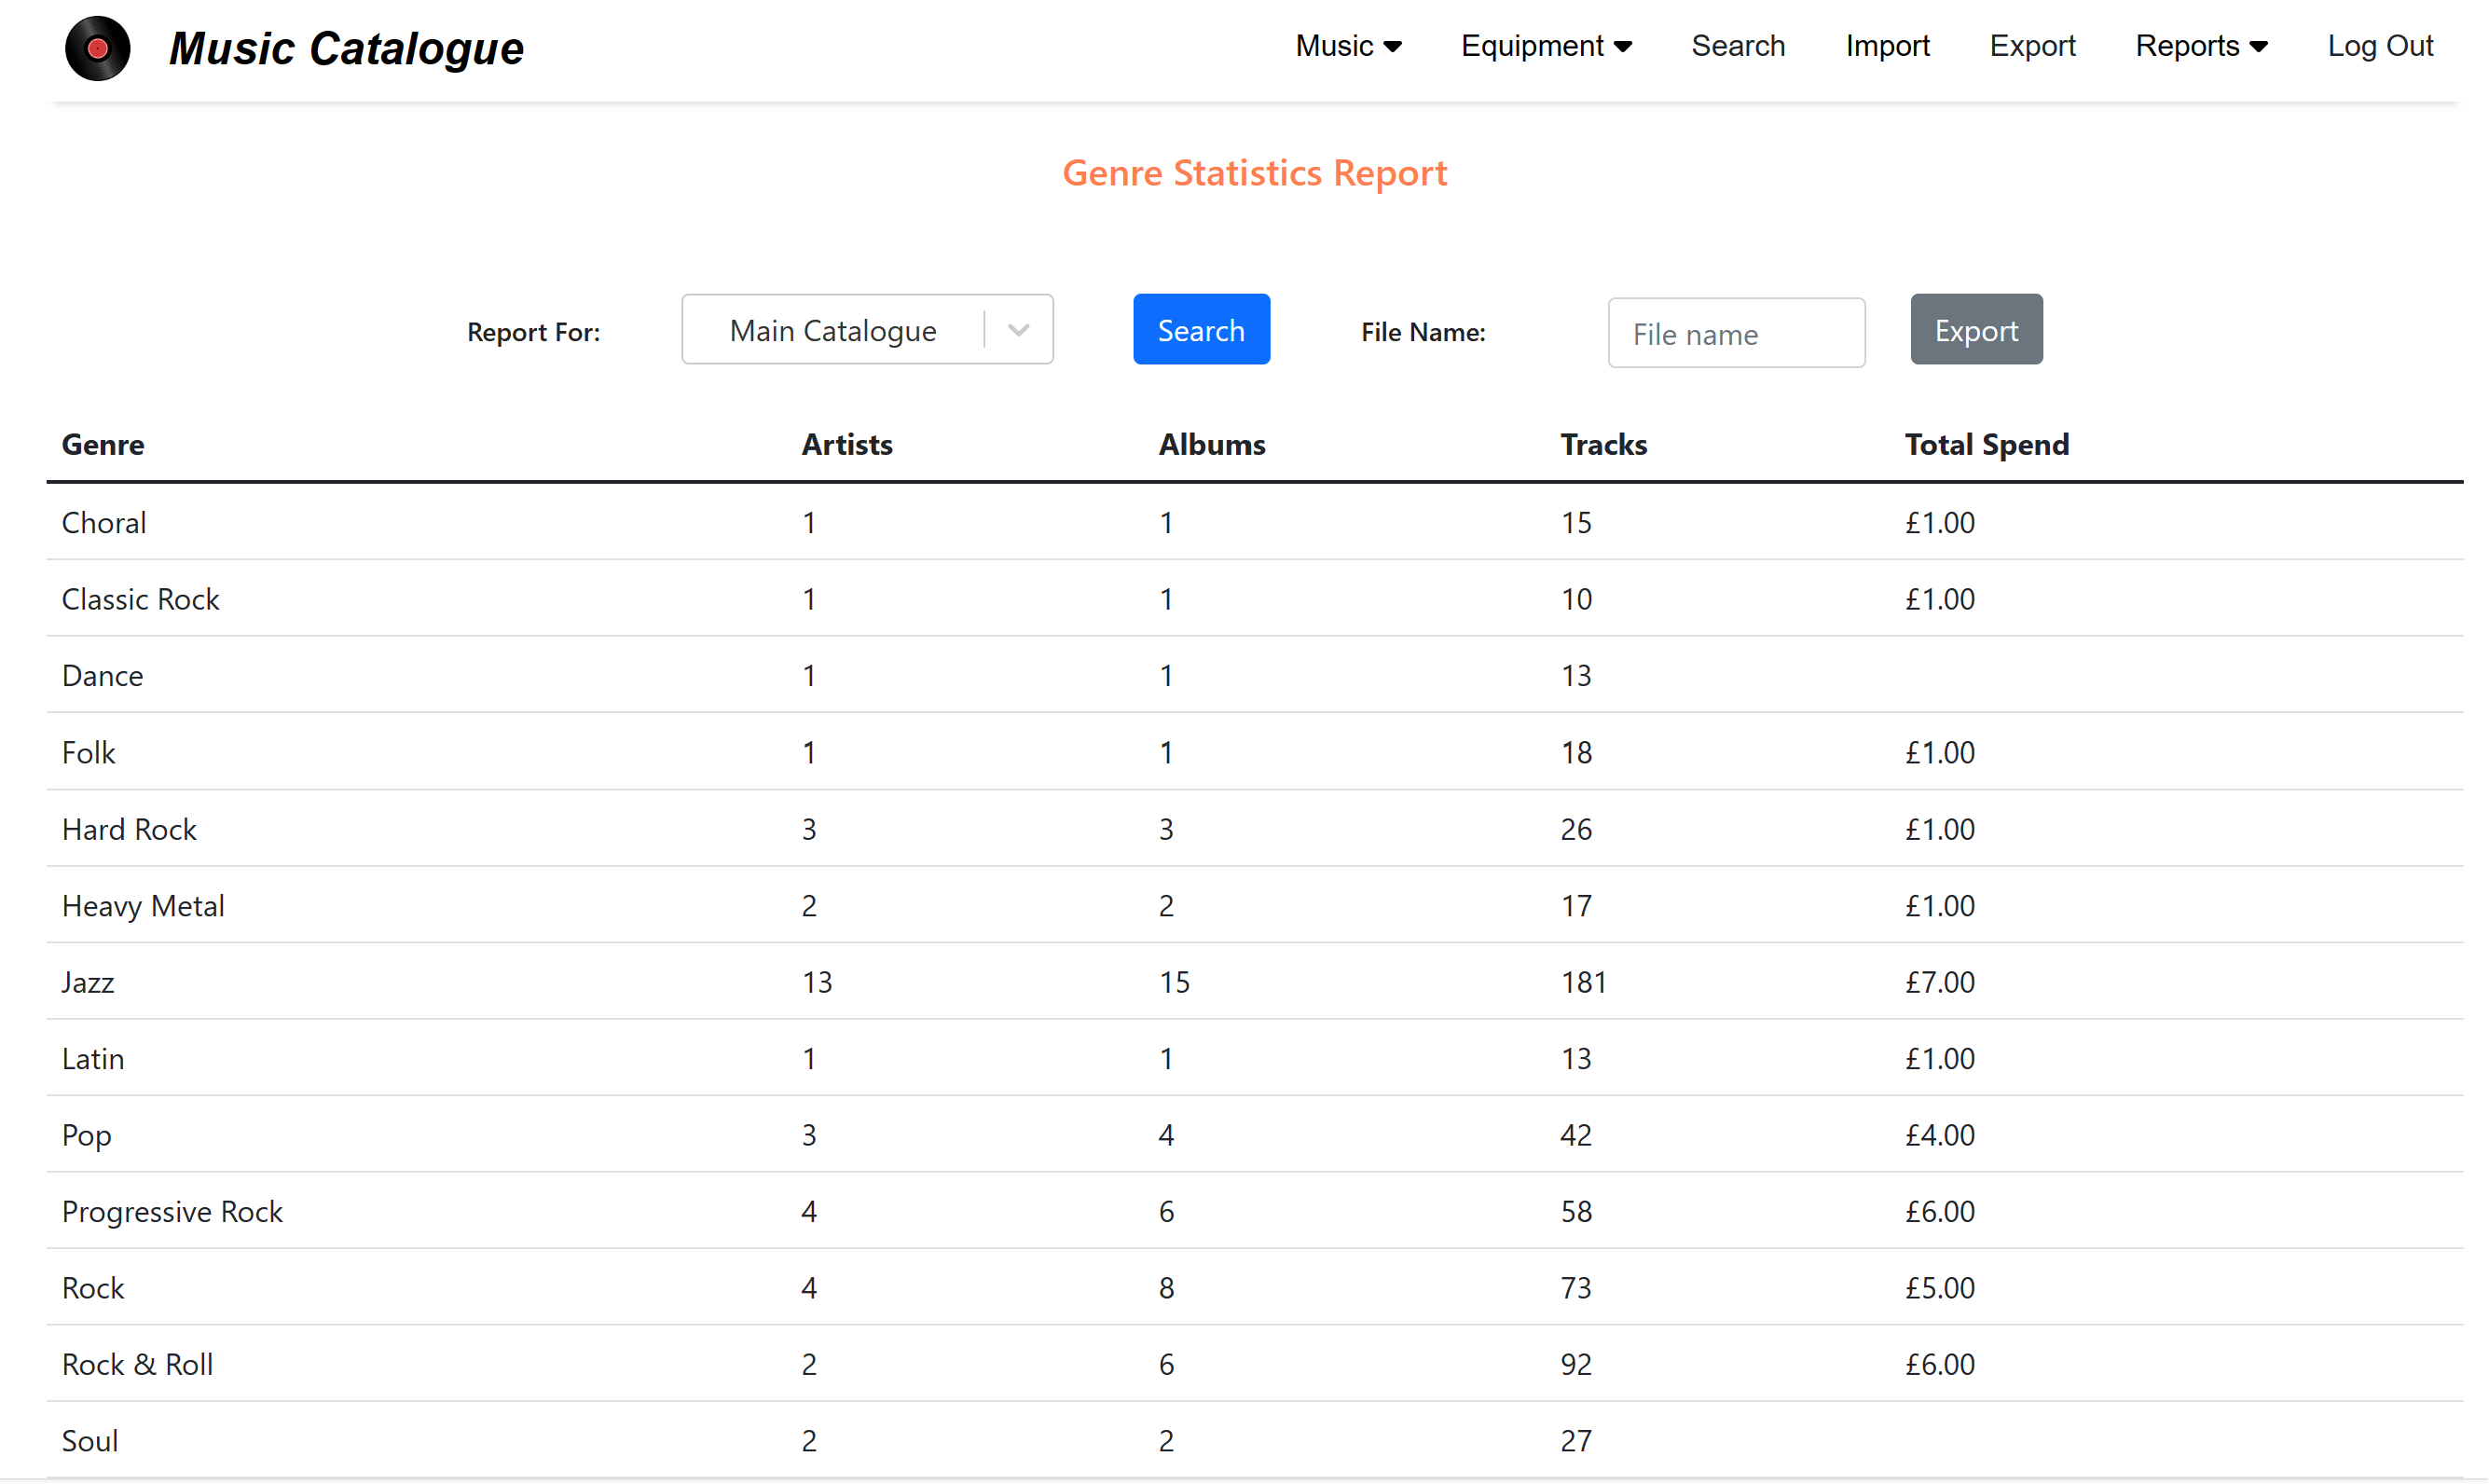 Music Catalogue Music Equipment Search Import Export Reports Log Out
Genre Statistics Report
Report For: Main Catalogue Search File Name: File name Export
Genre Artists Albums Tracks Total Spend
Choral 1 1 15 £1.00
Classic Rock 1 1 10 £1.00
Dance 1 1 13
Folk 1 1 18 £1.00
Hard Rock 3 3 26 £1.00
Heavy Metal 2 2 17 £1.00
Jazz 13 15 181 £7.00
Latin 1 1 13 £1.00
Pop 3 4 42 £4.00
Progressive Rock 4 6 58 £6.00
Rock 4 8 73 £5.00
Rock & Roll 2 6 92 £6.00
Soul 2 2 27